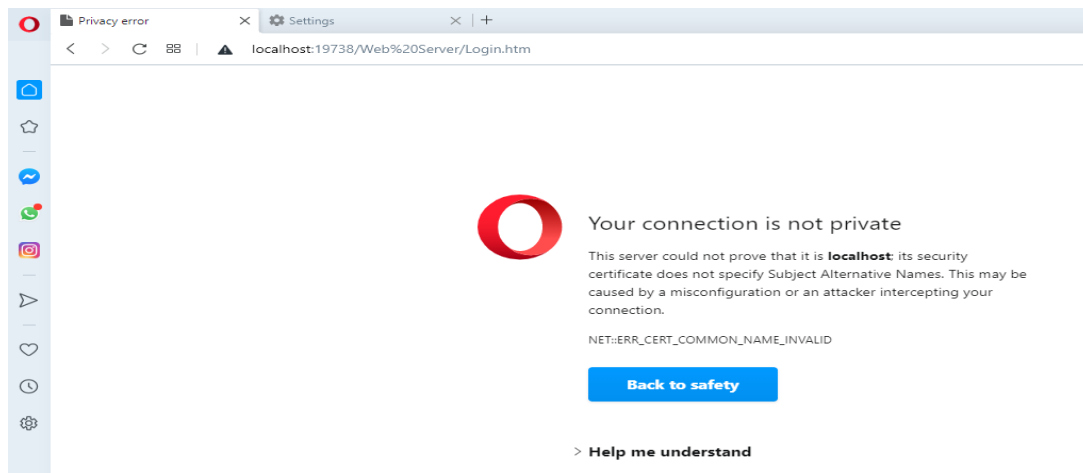 Privacy error
Settings
localhost:19738/Web%20Server/Login.htm
Your connection is not private
This server could not prove that it is localhost; its security
certificate does not specify Subject Alternative Names. This may be
caused by a misconfiguration or an attacker intercepting your
connection.
NET::ERR_CERT_COMMON_NAME_INVALID
Back to safety
Help me understand